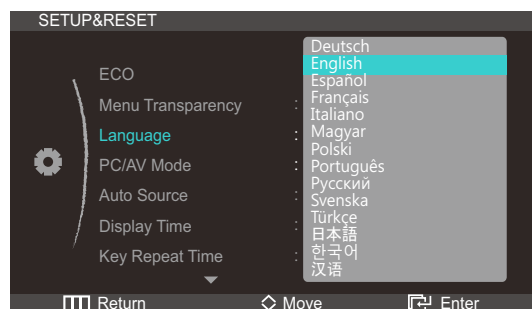 SETUP&RESET
ECO
Menu Transparency :
Language :
PC/AV Mode :
Auto Source :
Display Time :
Key Repeat Time :
Deutsch
English
Español
Français
Italiano
Magyar
Polski
Português
Русский
Svenska
Türkçe
日本語
한국어
汉语
Return Move Enter